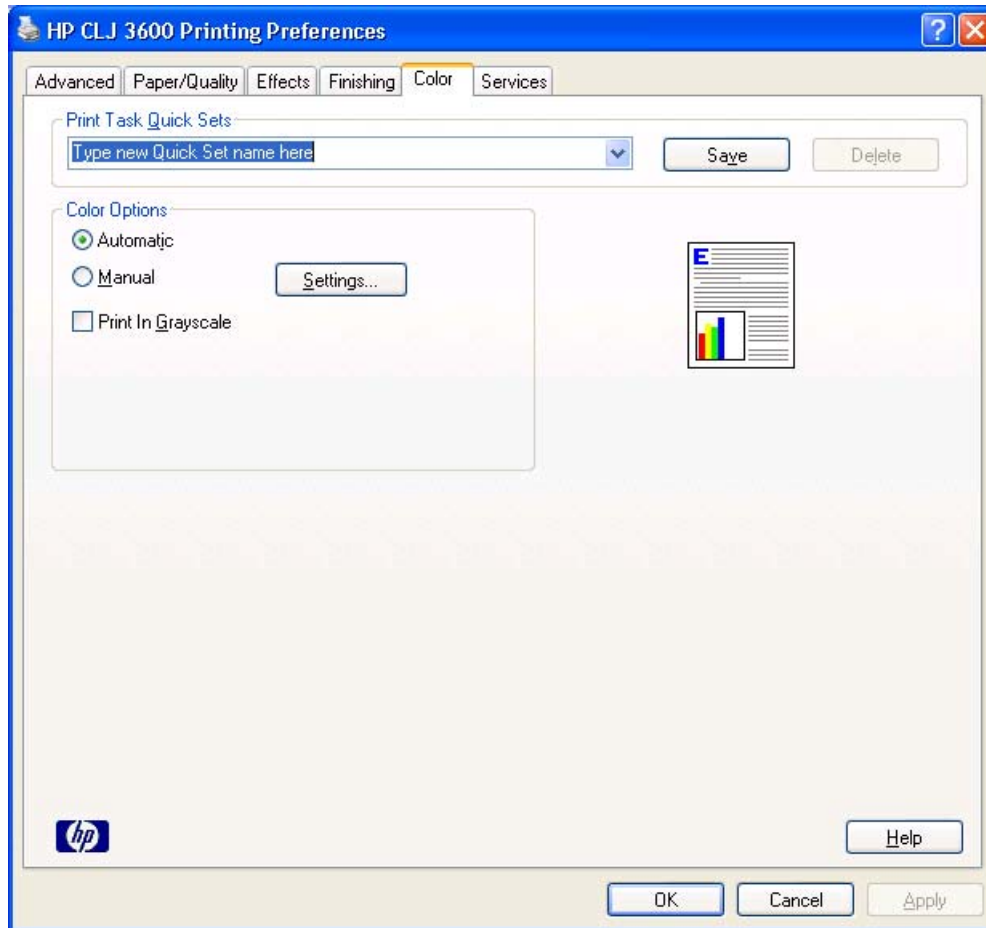 HP CLJ 3600 Printing Preferences
Advanced Paper/Quality Effects Finishing Color Services
Print Task Quick Sets
Type new Quick Set name here Save Delete
Color Options
Automatic
Manual Settings...
Print In Grayscale
E
hp
Help
OK Cancel Apply